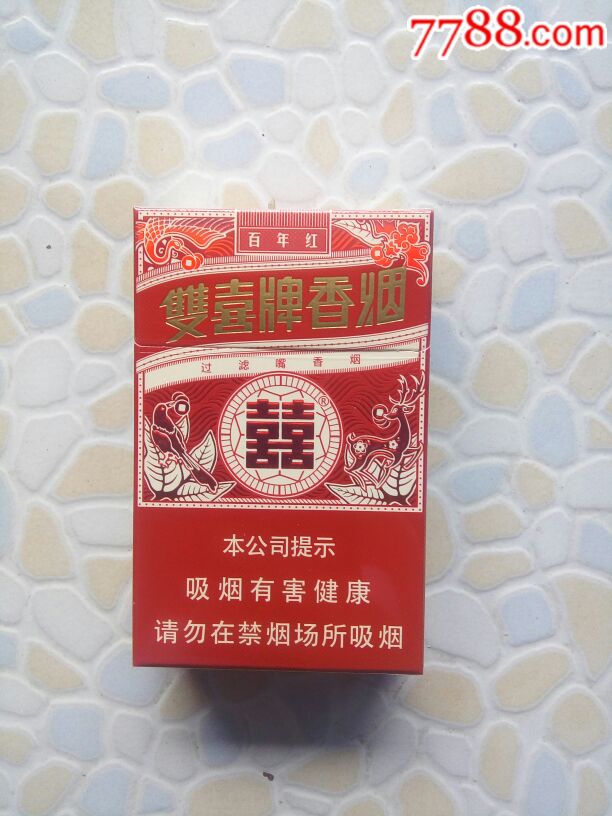 7788.com
百年红
雙喜牌香烟
过滤嘴香烟
囍®
本公司提示
吸烟有害健康
请勿在禁烟场所吸烟